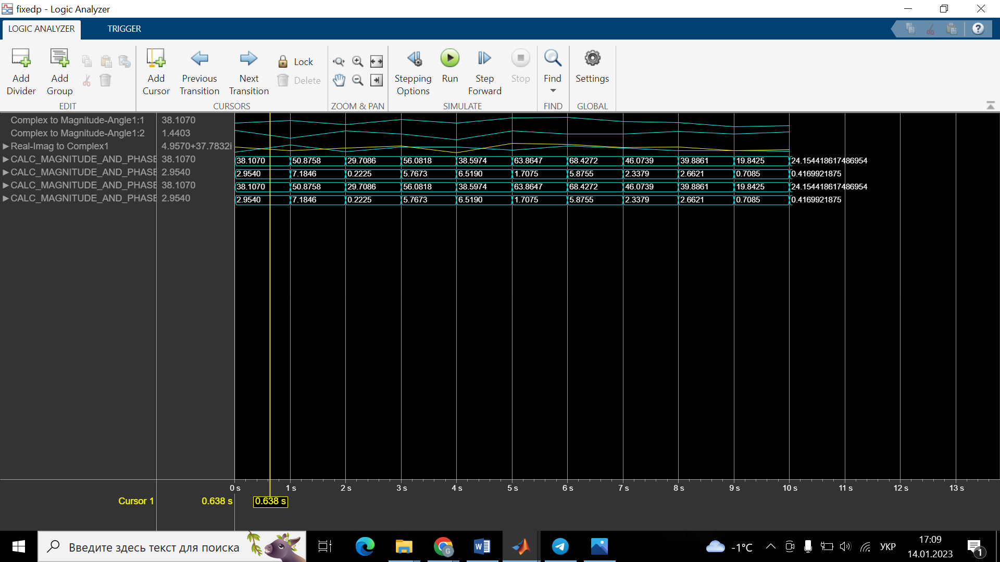 fixedp - Logic Analyzer
LOGIC ANALYZER TRIGGER
Add Divider
Add Group
Add Cursor
Previous Transition
Next Transition
Lock
Delete
Stepping Options
Run
Step Forward
Stop
Find
Settings
EDIT CURSORS ZOOM & PAN SIMULATE FIND GLOBAL
Complex to Magnitude-Angle1:1 38.1070
Complex to Magnitude-Angle1:2 1.4403
Real-Imag to Complex1 4.9570+37.7832i
CALC_MAGNITUDE_AND_PHASE 38.1070 38.1070 50.8758 29.7086 56.0818 38.5974 63.8647 68.4272 46.0739 39.8861 19.8425 24.154418617486954
CALC_MAGNITUDE_AND_PHASE 2.9540 2.9540 7.1846 0.2225 5.7673 6.5190 1.7075 5.8755 2.3379 2.6621 0.7085 0.4169921875
CALC_MAGNITUDE_AND_PHASE 38.1070 38.1070 50.8758 29.7086 56.0818 38.5974 63.8647 68.4272 46.0739 39.8861 19.8425 24.154418617486954
CALC_MAGNITUDE_AND_PHASE 2.9540 2.9540 7.1846 0.2225 5.7673 6.5190 1.7075 5.8755 2.3379 2.6621 0.7085 0.4169921875
0 s 1 s 2 s 3 s 4 s 5 s 6 s 7 s 8 s 9 s 10 s 11 s 12 s 13 s
Cursor 1 0.638 s 0.638 s
Введите здесь текст для поиска
G
W
-1°C
УКР
17:09
14.01.2023
1